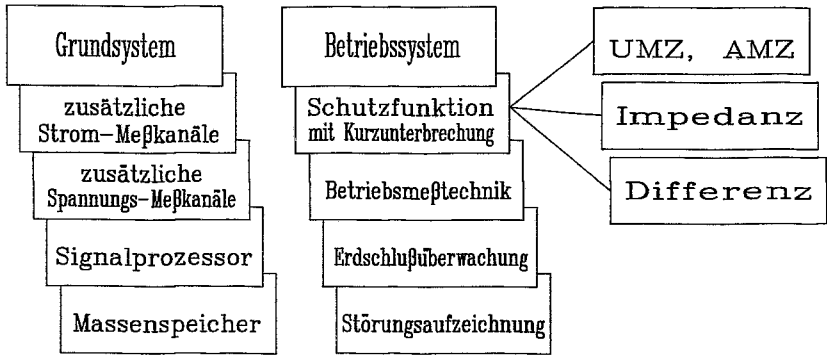 Grundsystem
zusätzliche
Strom-Meßkanäle
zusätzliche
Spannungs-Meßkanäle
Signalprozessor
Massenspeicher
Betriebssystem
Schutzfunktion
mit Kurzunterbrechung
Betriebsmeßtechnik
Erdschlußüberwachung
Störungsaufzeichnung
UMZ, AMZ
Impedanz
Differenz